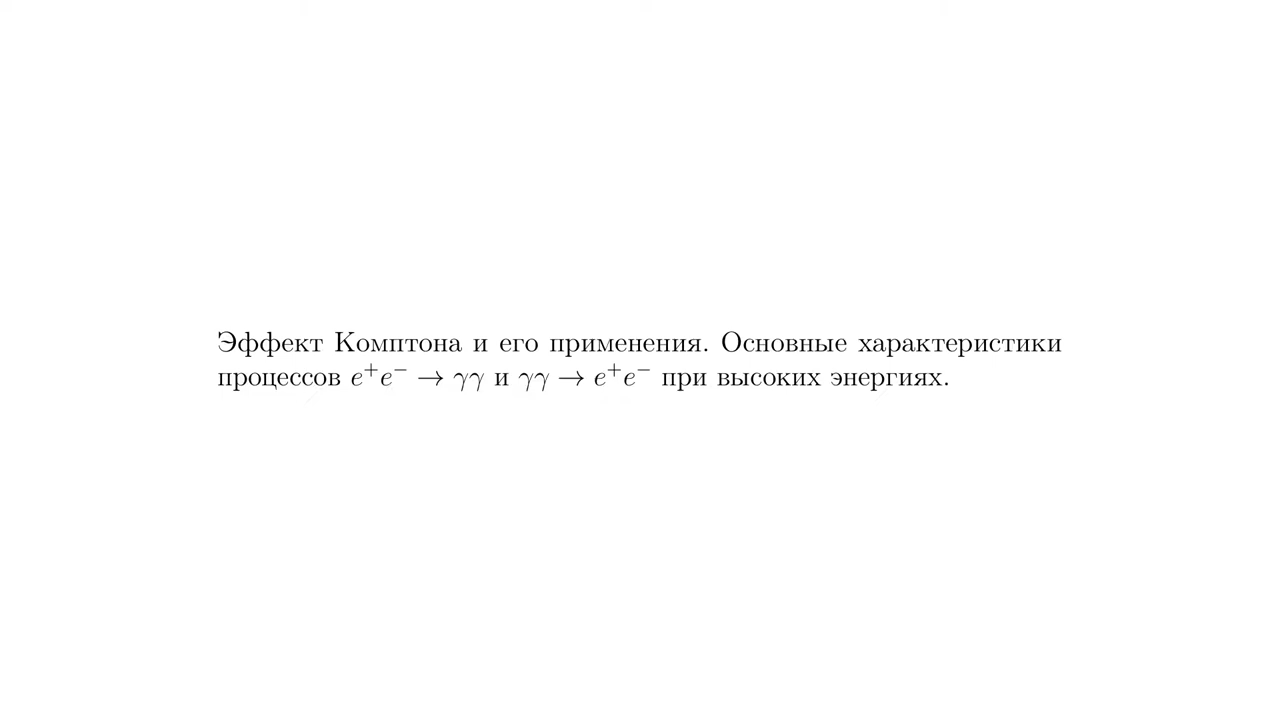 Эффект Комптона и его применения. Основные характеристики
процессов e⁺e⁻ → γγ и γγ → e⁺e⁻ при высоких энергиях.